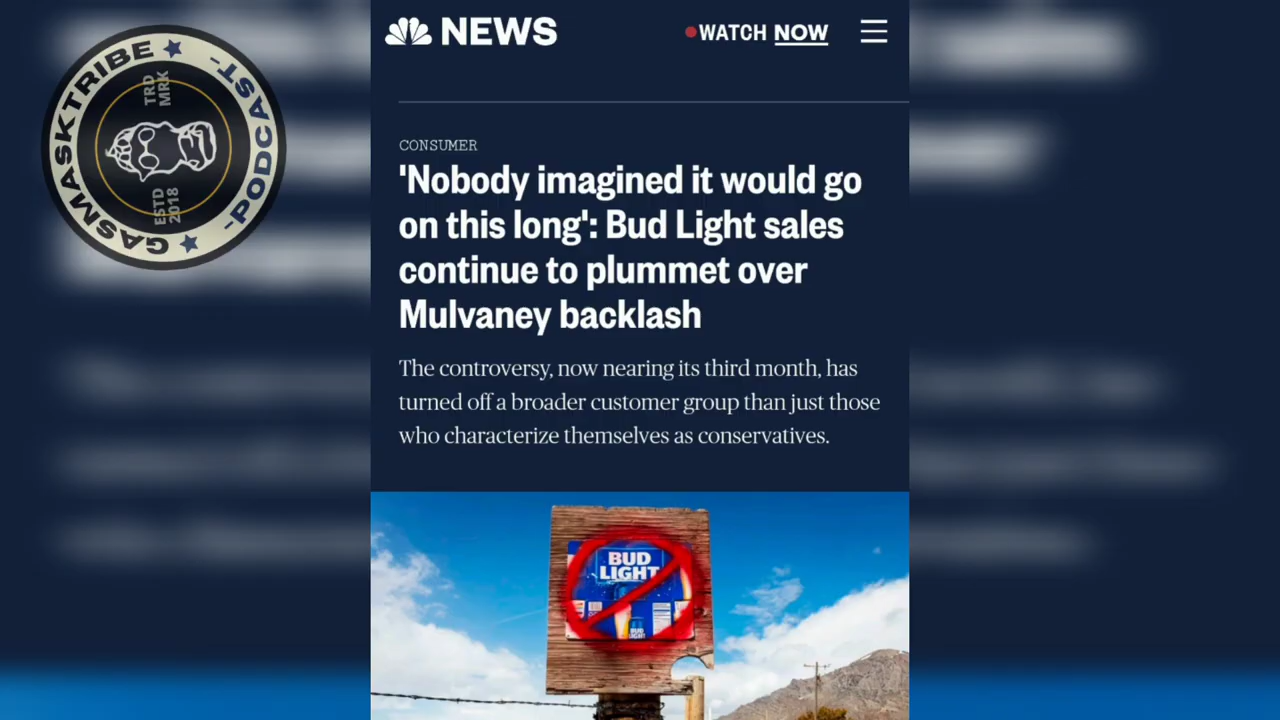 GASMASKTRIBE
-PODCAST-
TRD
MRK
ESTD
2018
NEWS
WATCH NOW
CONSUMER
'Nobody imagined it would go
on this long': Bud Light sales
continue to plummet over
Mulvaney backlash
The controversy, now nearing its third month, has
turned off a broader customer group than just those
who characterize themselves as conservatives.
BUD
LIGHT
BUD
LIGHT